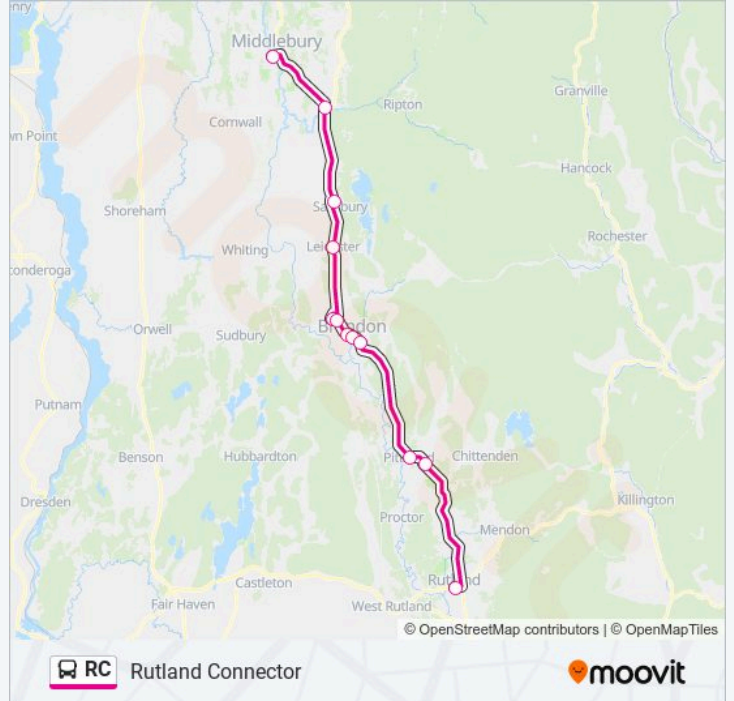 Middlebury
Granville
Ripton
Cornwall
Hancock
Shoreham
Rochester
Whiting
Orwell
Sudbury
Putnam
Benson
Hubbardton
Chittenden
Dresden
Killington
Proctor
Mendon
Castleton
Fair Haven
West Rutland
© OpenStreetMap contributors | © OpenMapTiles
RC Rutland Connector
moovit